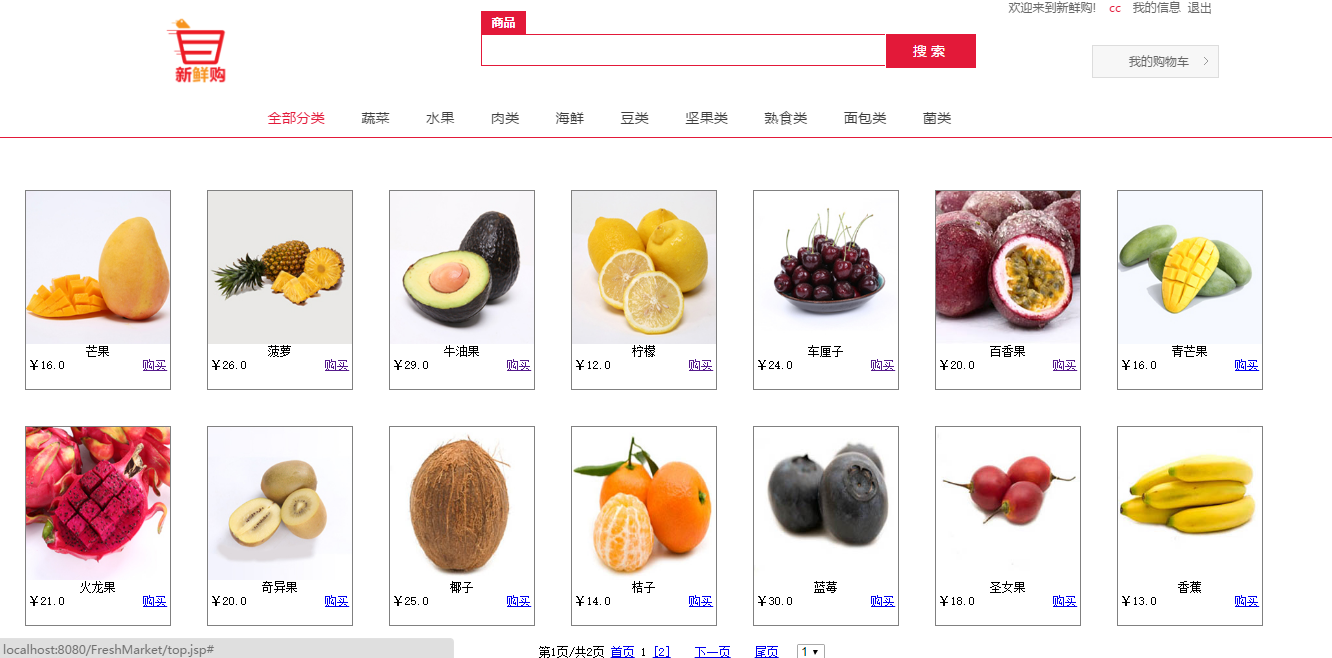 欢迎来到新鲜购! cc 我的信息 退出
新鲜购
商品
搜 索
我的购物车 >
全部分类 蔬菜 水果 肉类 海鲜 豆类 坚果类 熟食类 面包类 菌类
芒果 菠萝 牛油果 柠檬 车厘子 百香果 青芒果
￥16.0 购买 ￥26.0 购买 ￥29.0 购买 ￥12.0 购买 ￥24.0 购买 ￥20.0 购买 ￥16.0 购买
火龙果 奇异果 椰子 桔子 蓝莓 圣女果 香蕉
￥21.0 购买 ￥20.0 购买 ￥25.0 购买 ￥14.0 购买 ￥30.0 购买 ￥18.0 购买 ￥13.0 购买
第1页/共2页 首页 1 [2] 下一页 尾页 1
localhost:8080/FreshMarket/top.jsp#